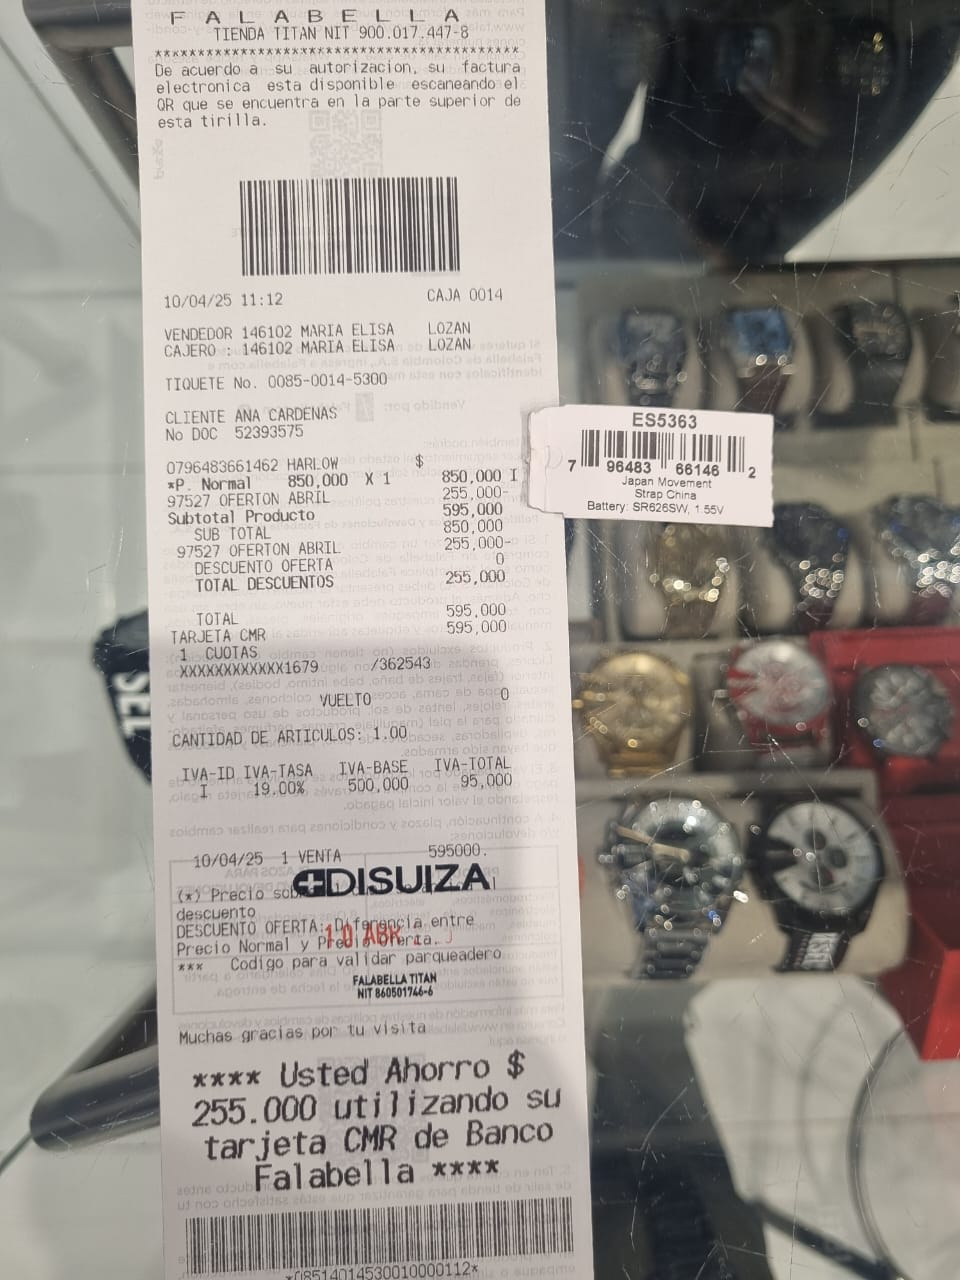 FALABELLA
TIENDA TITAN NIT 900.017.447-8
****************************************
De acuerdo a su autorizacion, su factura
electronica esta disponible escaneando el
QR que se encuentra en la parte superior de
esta tirilla.
10/04/25 11:12 CAJA 0014
VENDEDOR 146102 MARIA ELISA LOZAN
CAJERO : 146102 MARIA ELISA LOZAN
TIQUETE No. 0085-0014-5300
CLIENTE ANA CARDENAS
No DOC 52393575
0796483661462 HARLOW $
*P. Normal 850,000 X 1 850,000 I
97527 OFERTON ABRIL 255,000-
Subtotal Producto 595,000
SUB TOTAL 850,000
97527 OFERTON ABRIL 255,000-
DESCUENTO OFERTA 0
TOTAL DESCUENTOS 255,000
TOTAL 595,000
TARJETA CMR 595,000
1 CUOTAS
XXXXXXXXXXXX1679 /362543
VUELTO 0
CANTIDAD DE ARTICULOS: 1.00
IVA-ID IVA-TASA IVA-BASE IVA-TOTAL
I 19.00% 500,000 95,000
10/04/25 1 VENTA 595000.
DISUIZA
(*) Precio
descuento
DESCUENTO OFERTA: Diferencia entre
Precio Normal y Precio Oferta.
10 ABR
*** Codigo para validar parqueadero
FALABELLA TITAN
NIT 860501746-6
Muchas gracias por tu visita
**** Usted Ahorro $
255.000 utilizando su
tarjeta CMR de Banco
Falabella ****
*08514014530010000112*
ES5363
7 96483 66146 2
Japan Movement
Strap China
Battery: SR626SW, 1.55V